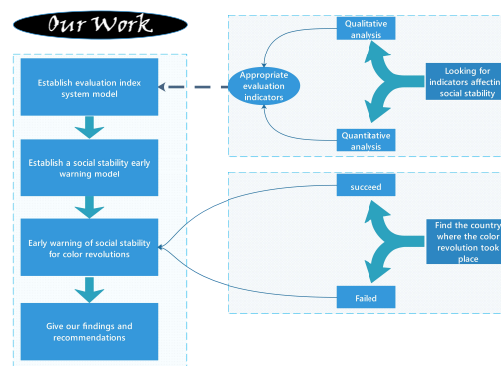 Our Work
Establish evaluation index
system model
Establish a social stability early
warning model
Early warning of social stability
for color revolutions
Give our findings and
recommendations
Appropriate
evaluation
indicators
Qualitative
analysis
Quantitative
analysis
Looking for
indicators affectin
social stability
succeed
Failed
Find the country
where the color
revolution took
place